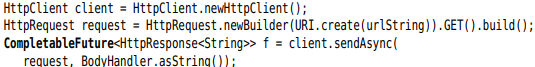 HttpClient client = HttpClient.newHttpClient();
HttpRequest request = HttpRequest.newBuilder(URI.create(urlString)).GET().build();
CompletableFuture<HttpResponse<String>> f = client.sendAsync(
request, BodyHandler.asString());